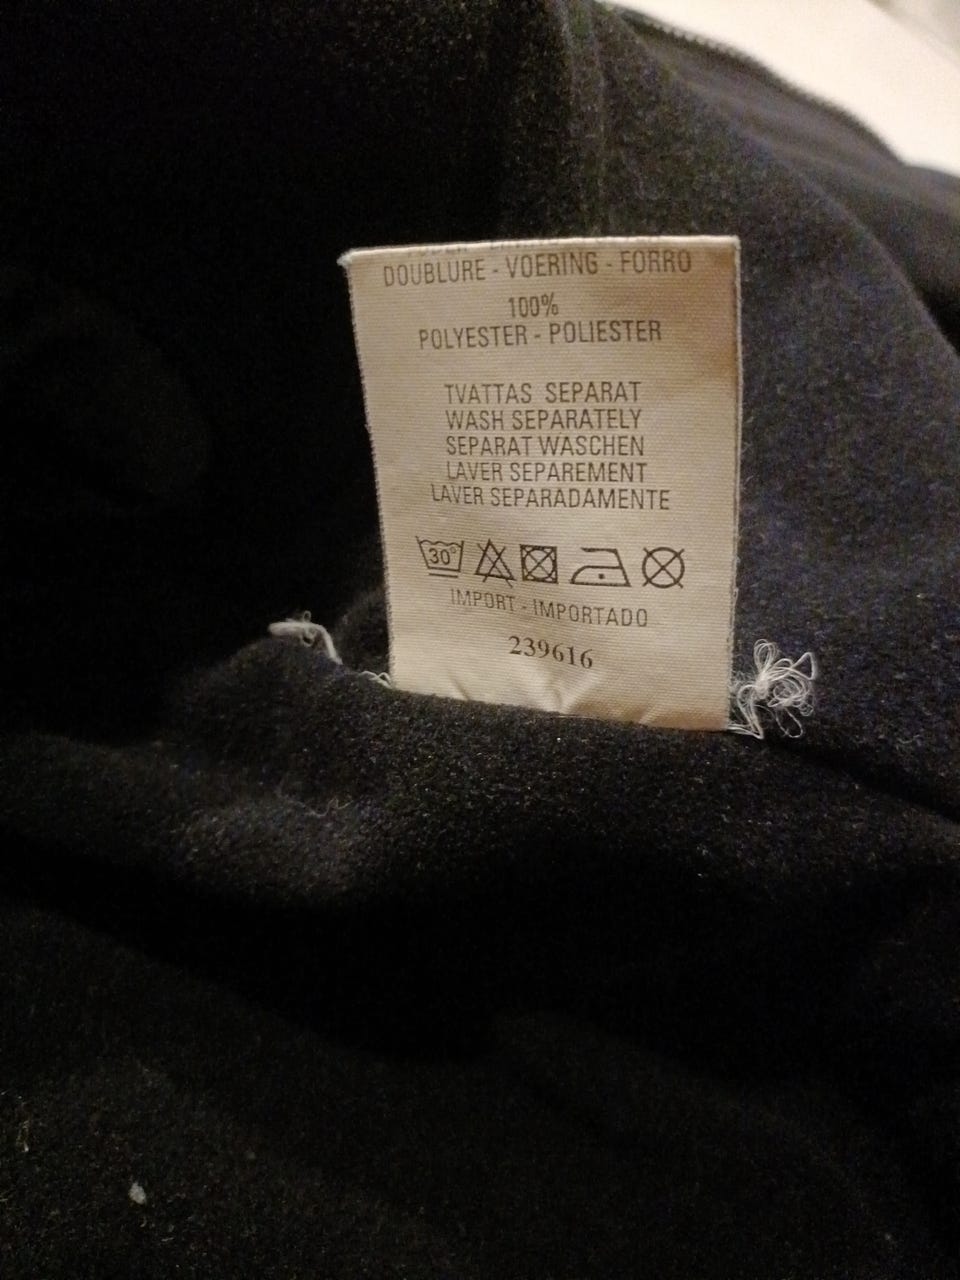 DOUBLURE - VOERING - FORRO
100%
POLYESTER - POLIESTER
TVATTAS SEPARAT
WASH SEPARATELY
SEPARAT WASCHEN
LAVER SEPAREMENT
LAVER SEPARADAMENTE
30°
IMPORT - IMPORTADO
239616